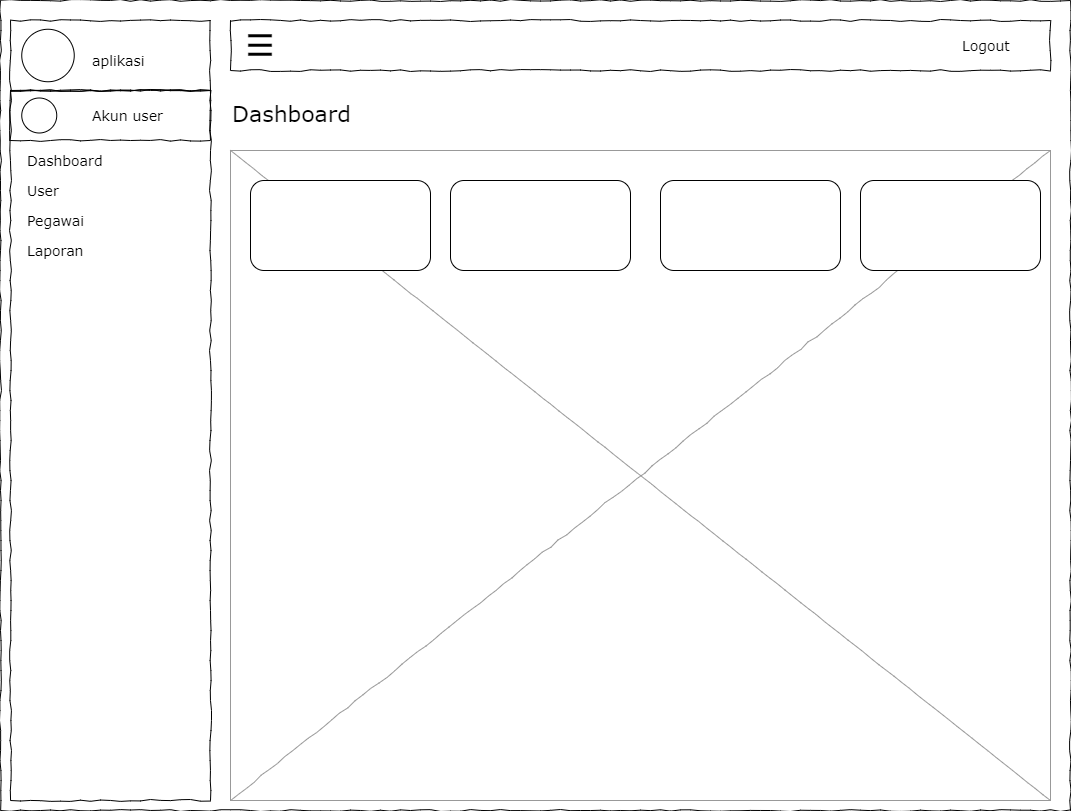 aplikasi
Akun user
Dashboard
User
Pegawai
Laporan
Logout
Dashboard